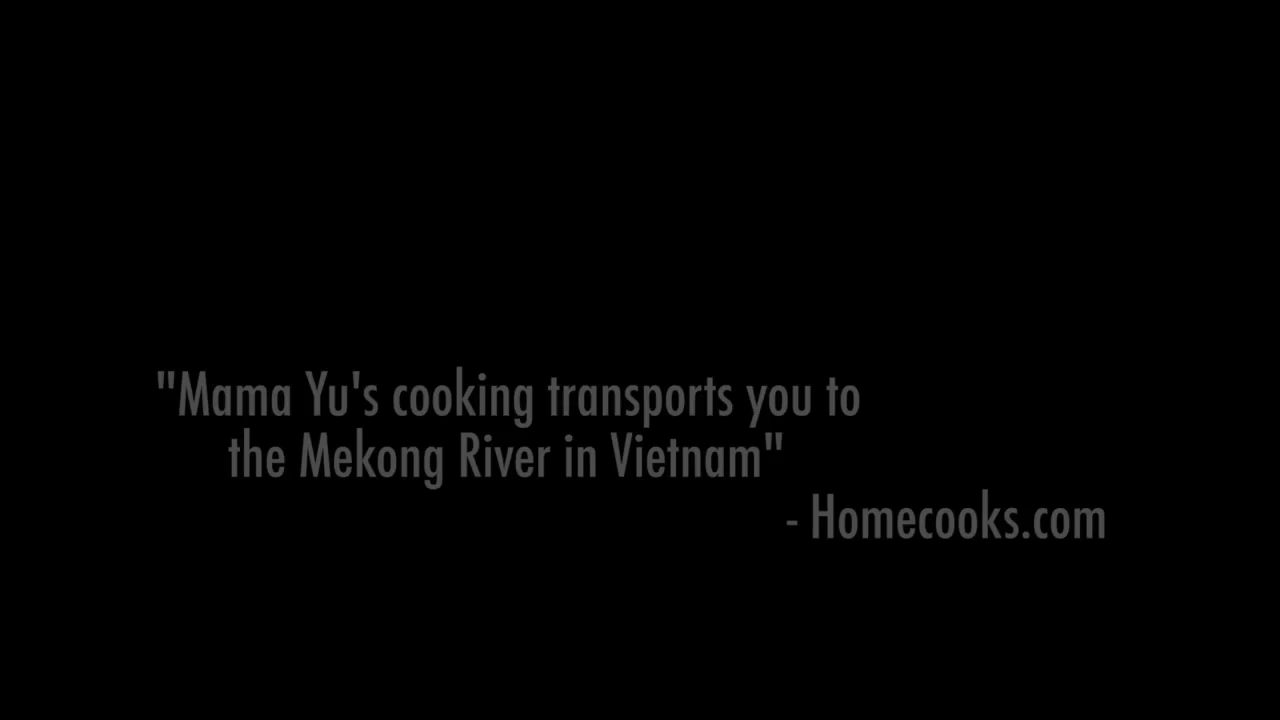 "Mama Yu's cooking transports you to
the Mekong River in Vietnam"
- Homecooks.com